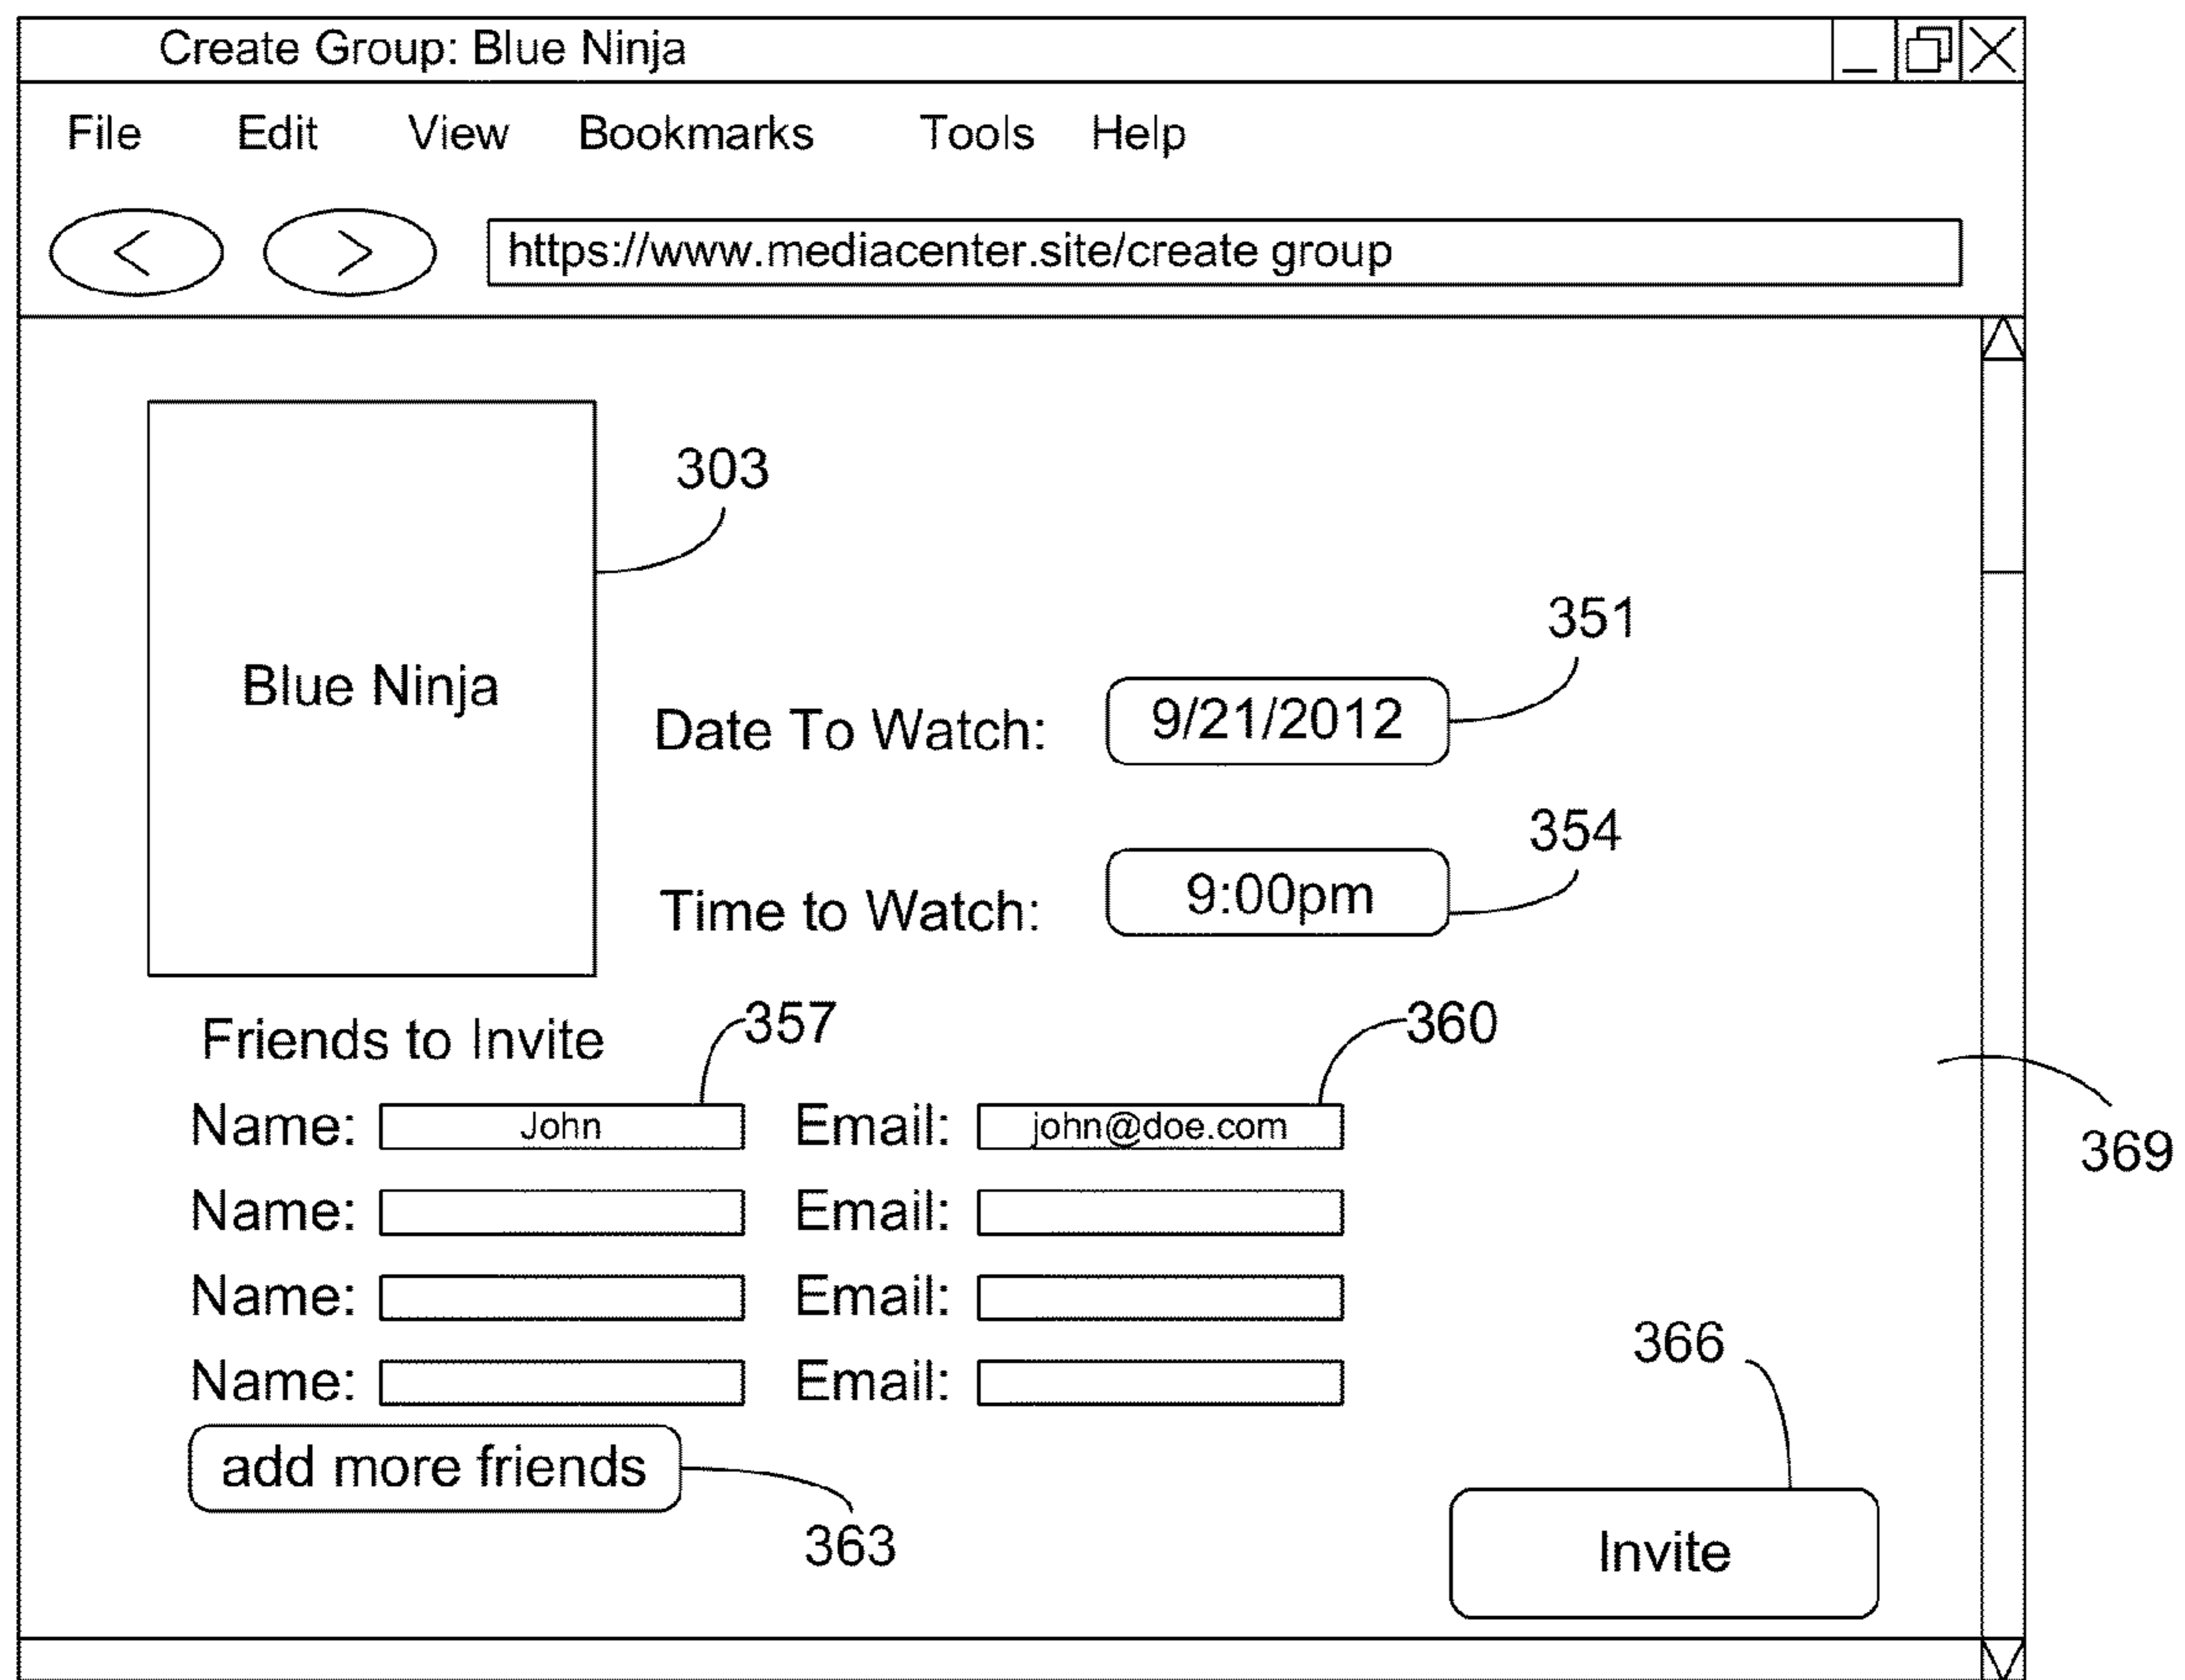 Create Group: Blue Ninja
File Edit View Bookmarks Tools Help
< > https://www.mediacenter.site/create group
303
351
Blue Ninja
Date To Watch: 9/21/2012
354
Time to Watch: 9:00pm
Friends to Invite 357 360
Name: John Email: john@doe.com
369
Name: Email:
Name: Email:
366
Name: Email:
add more friends
363
Invite